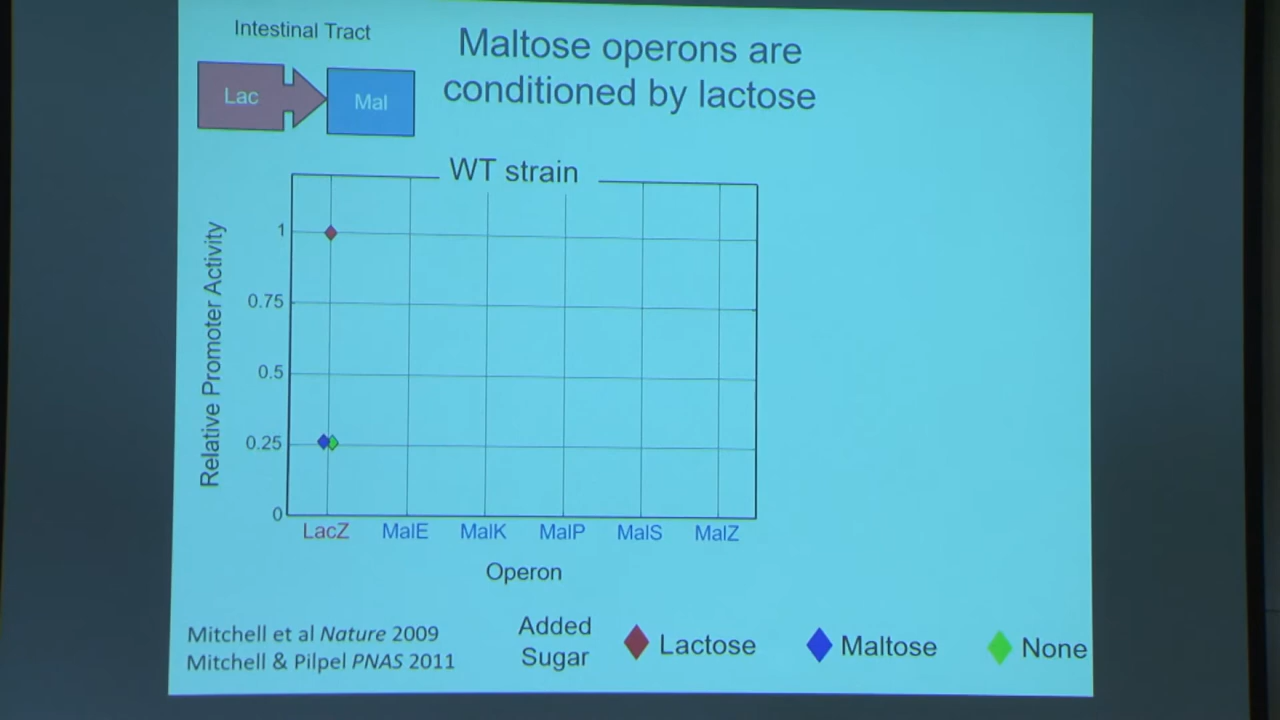 Intestinal Tract
Lac
Mal
Maltose operons are
conditioned by lactose
WT strain
Relative Promoter Activity
1
0.75
0.5
0.25
0
LacZ MalE MalK MalP MalS MalZ
Operon
Mitchell et al Nature 2009
Mitchell & Pilpel PNAS 2011
Added
Sugar
Lactose
Maltose
None